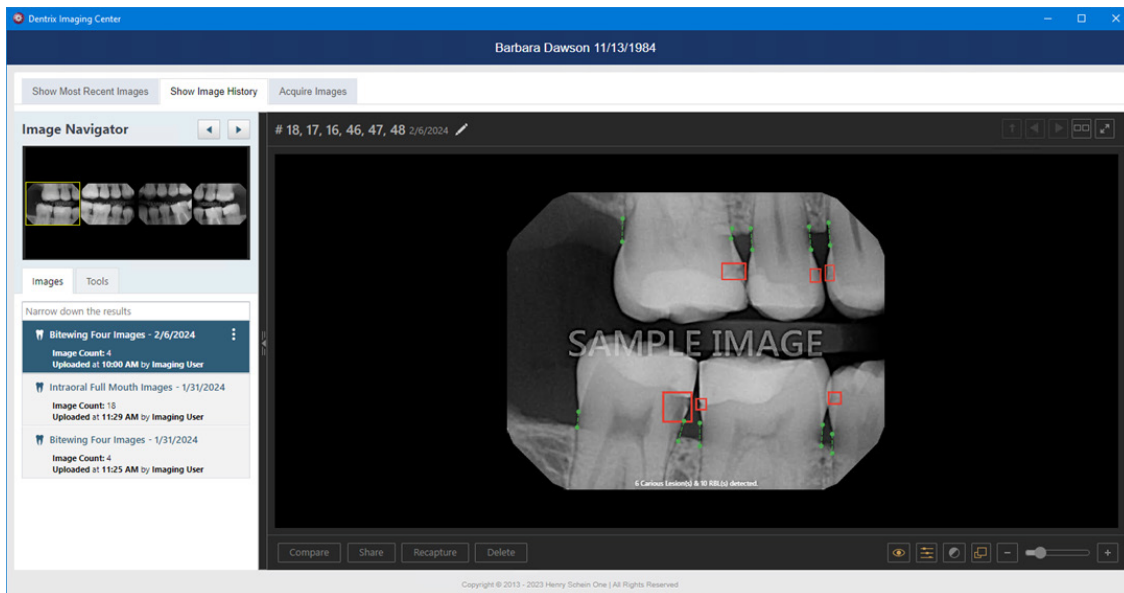 Dentrix Imaging Center
Barbara Dawson 11/13/1984
Show Most Recent Images
Show Image History
Acquire Images
Image Navigator
# 18, 17, 16, 46, 47, 48 2/6/2024
Images
Tools
Narrow down the results
Bitewing Four Images - 2/6/2024
Image Count: 4
Uploaded at 10:00 AM by Imaging User
Intraoral Full Mouth Images - 1/31/2024
Image Count: 18
Uploaded at 11:29 AM by Imaging User
Bitewing Four Images - 1/31/2024
Image Count: 4
Uploaded at 11:25 AM by Imaging User
SAMPLE IMAGE
6 Carious Lesion(s) & 10 RBL(s) detected.
Compare
Share
Recapture
Delete
Copyright © 2013 - 2023 Henry Schein One | All Rights Reserved